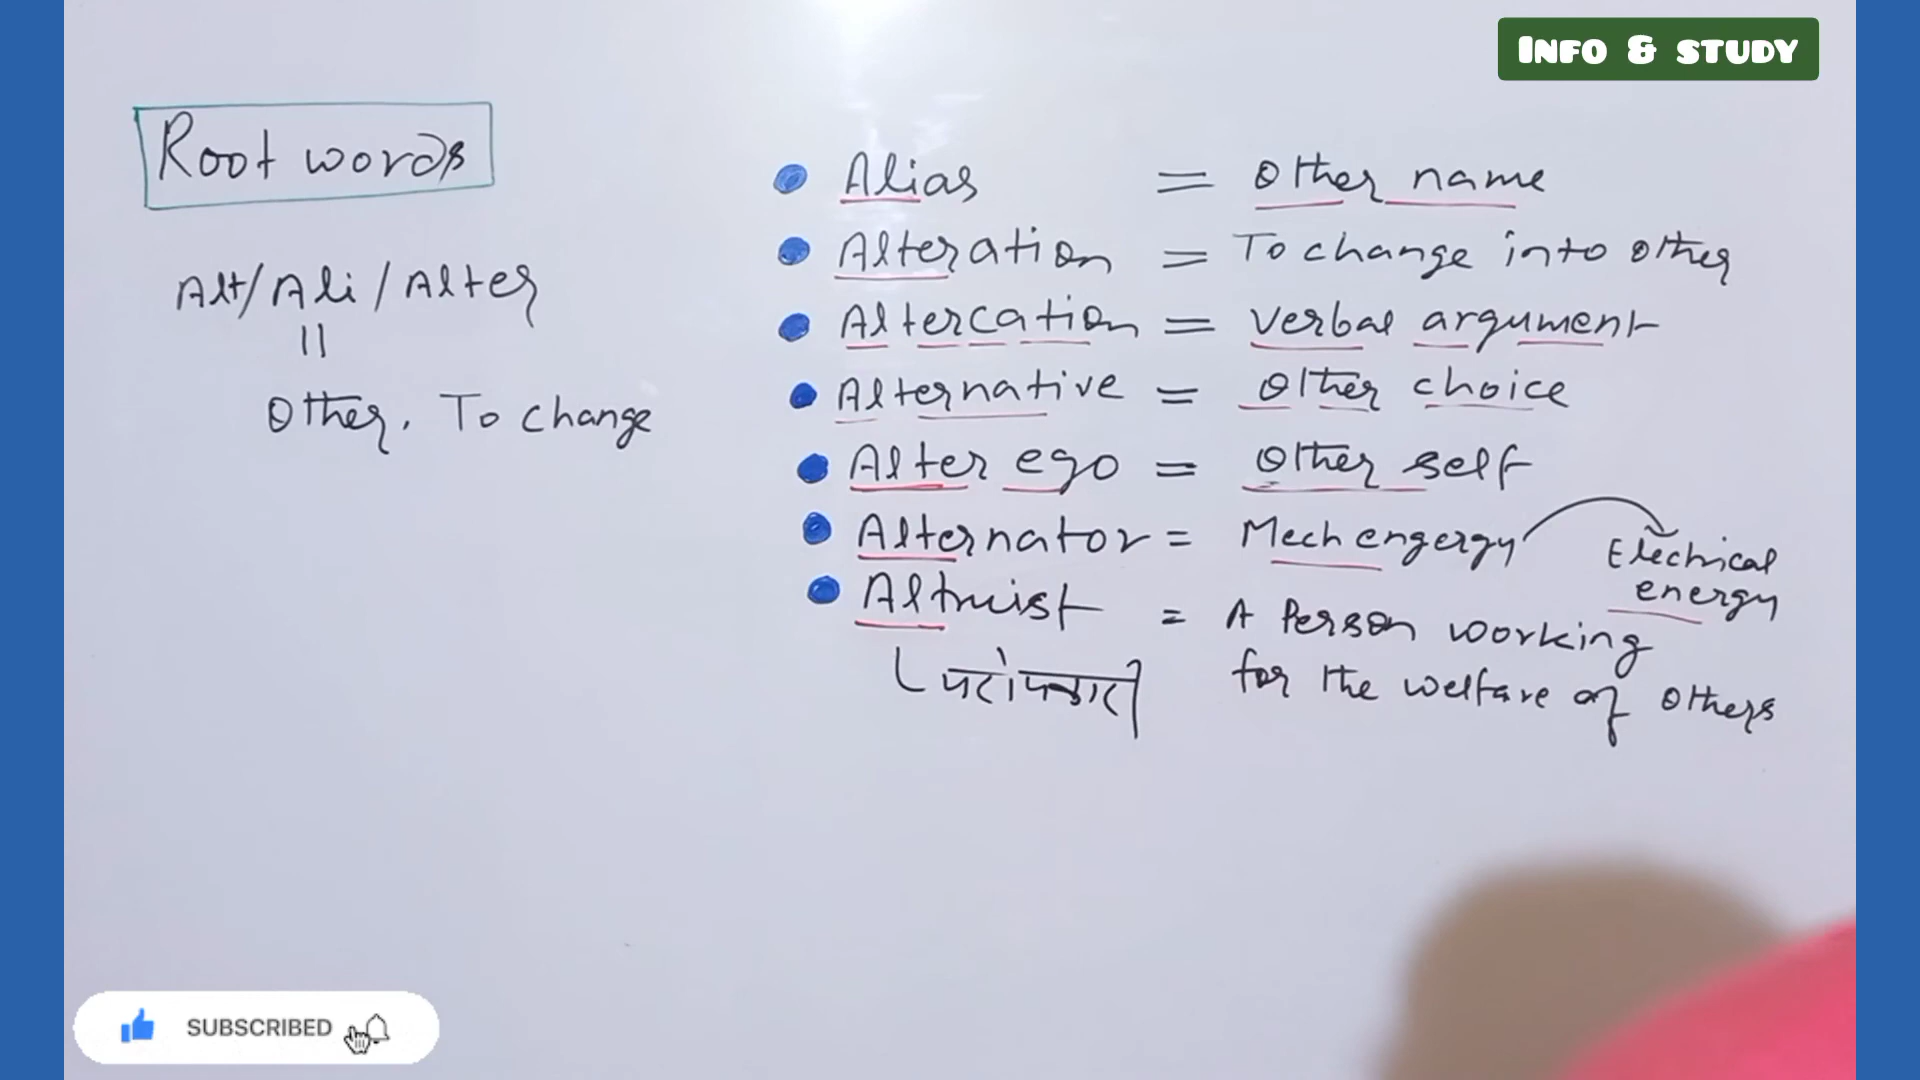 INFO & STUDY
Root words
Alt/Ali/Alter
Other, To change
Alias = Other name
Alteration = To change into other
Altercation = verbal argument
Alternative = Other choice
Alter ego = Other self
Alternator = Mech engergy
Electrical
energy
Altruist = A Person working
for the welfare of others
परोपकारी
SUBSCRIBED